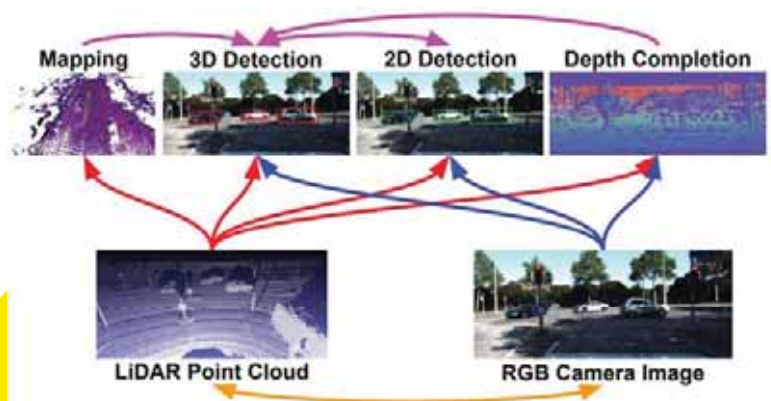 Mapping
3D Detection
2D Detection
Depth Completion
LiDAR Point Cloud
RGB Camera Image